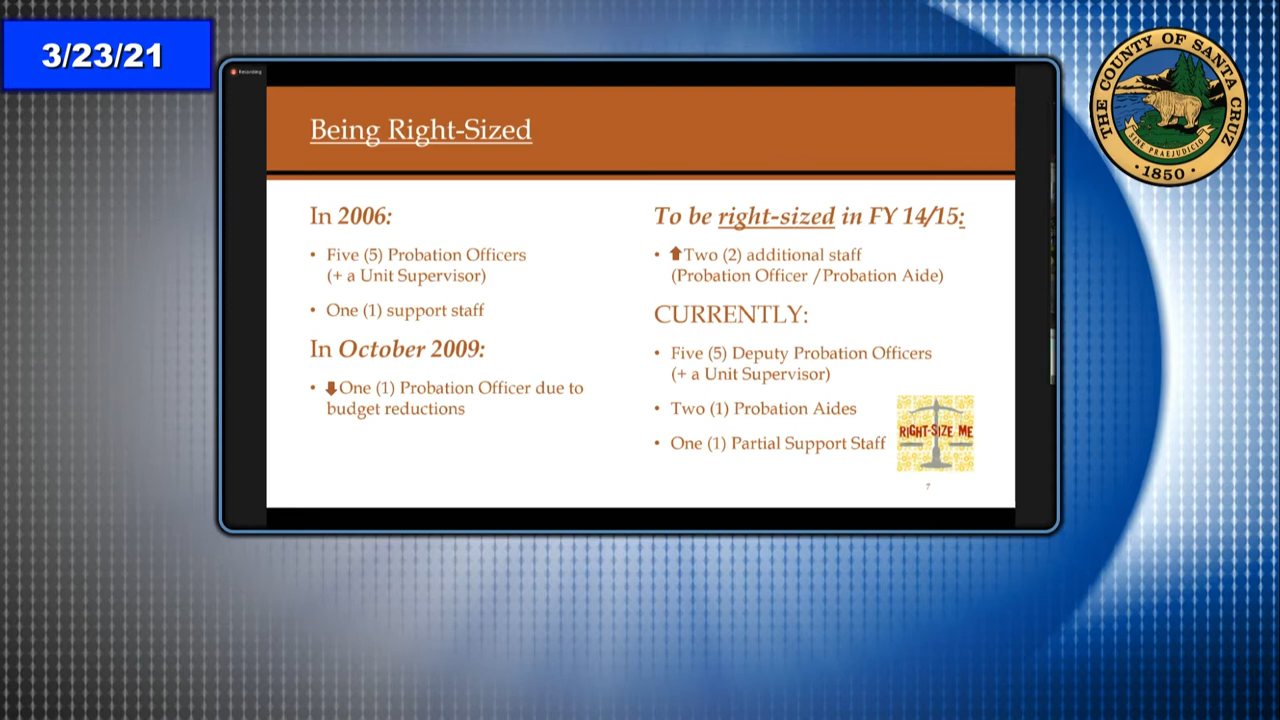 3/23/21
Recording
Being Right-Sized
In 2006:
• Five (5) Probation Officers
(+ a Unit Supervisor)
• One (1) support staff
In October 2009:
• ⬇One (1) Probation Officer due to
budget reductions
To be right-sized in FY 14/15:
• ⬆Two (2) additional staff
(Probation Officer /Probation Aide)
CURRENTLY:
• Five (5) Deputy Probation Officers
(+ a Unit Supervisor)
• Two (1) Probation Aides
• One (1) Partial Support Staff
RIGHT-SIZE ME
7
THE COUNTY OF SANTA CRUZ
SINE PRAEJUDICIO
• 1850 •